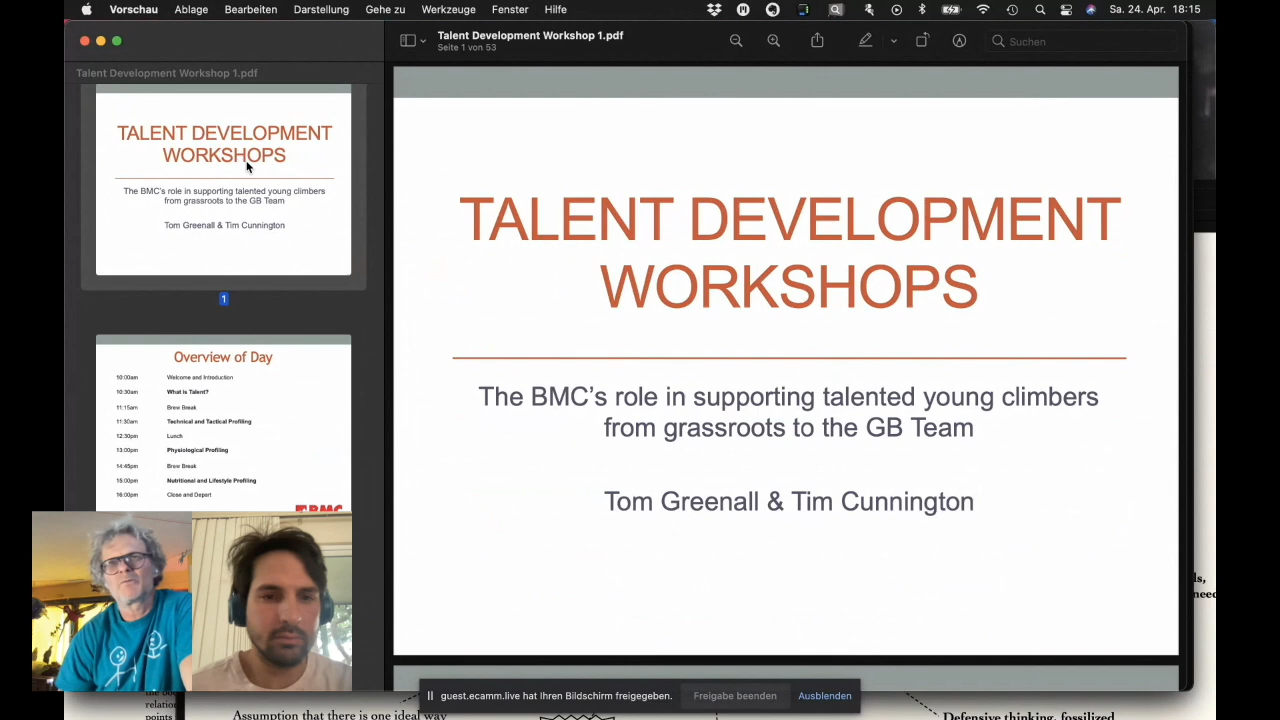 Vorschau Ablage Bearbeiten Darstellung Gehe zu Werkzeuge Fenster Hilfe Sa. 24. Apr. 18:15
Talent Development Workshop 1.pdf
Seite 1 von 53
Suchen
Talent Development Workshop 1.pdf
TALENT DEVELOPMENT
WORKSHOPS
The BMC's role in supporting talented young climbers
from grassroots to the GB Team
Tom Greenall & Tim Cunnington
1
Overview of Day
10:00am Welcome and Introduction
10:30am What is Talent?
11:15am Brew Break
11:30am Technical and Tactical Profiling
12:30pm Lunch
13:00pm Physiological Profiling
14:45pm Brew Break
15:00pm Nutritional and Lifestyle Profiling
16:00pm Close and Depart
BMC
TALENT DEVELOPMENT
WORKSHOPS
The BMC's role in supporting talented young climbers
from grassroots to the GB Team
Tom Greenall & Tim Cunnington
need
guest.ecamm.live hat Ihren Bildschirm freigegeben. Freigabe beenden Ausblenden
relation
points
Assumption that there is one ideal way
Defensive thinking, fossilized